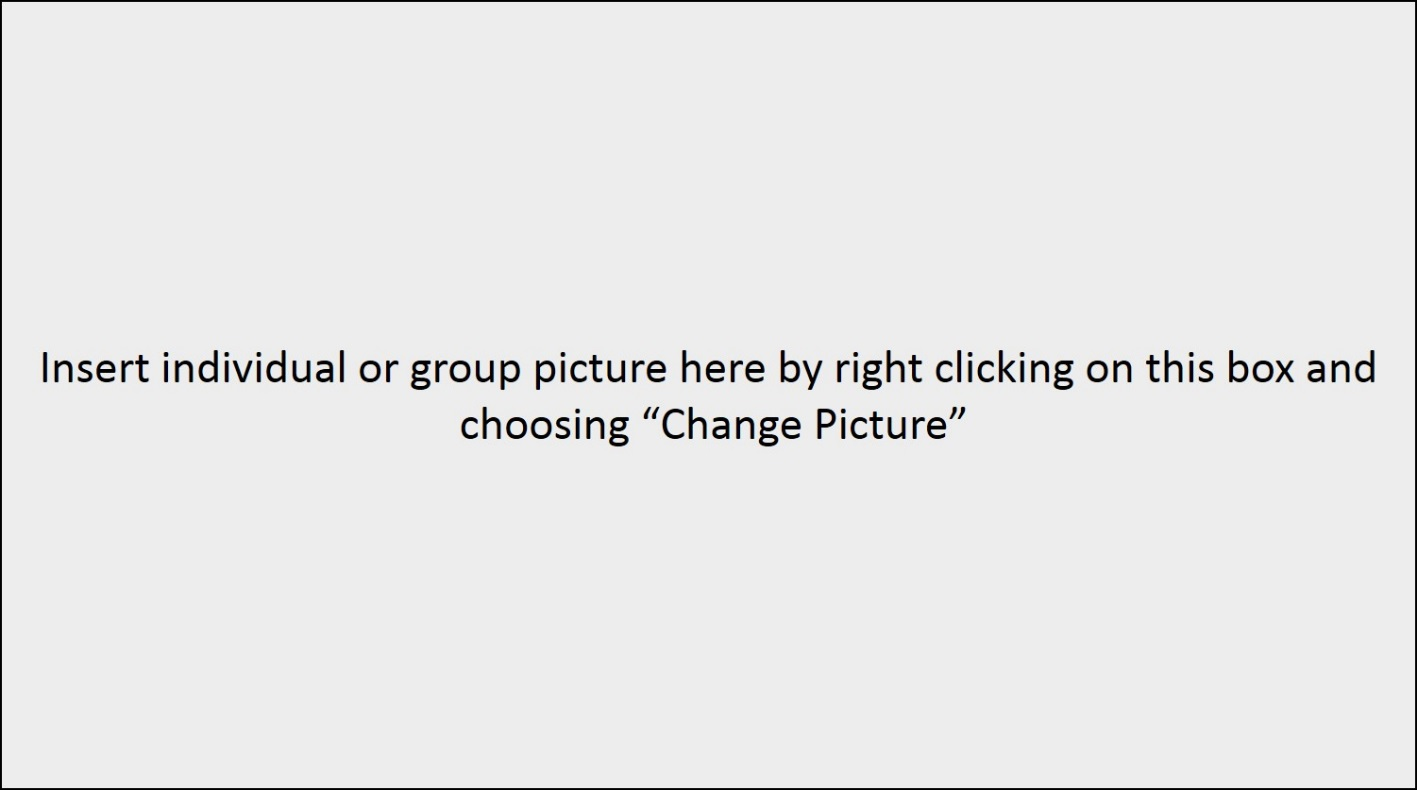 Insert individual or group picture here by right clicking on this box and
choosing “Change Picture”